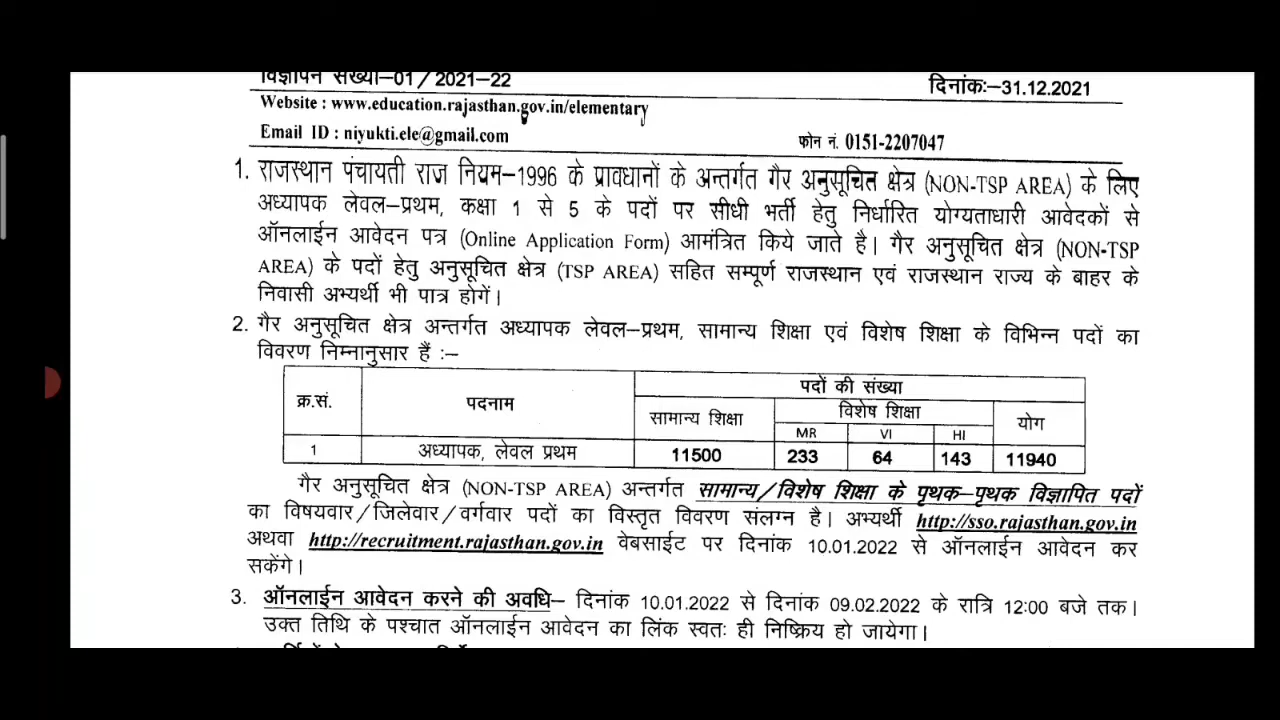 विज्ञापन संख्या–01/2021–22
दिनांकः–31.12.2021
Website : www.education.rajasthan.gov.in/elementary
Email ID : niyukti.ele@gmail.com
फोन नं. 0151-2207047
1. राजस्थान पंचायती राज नियम–1996 के प्रावधानों के अन्तर्गत गैर अनुसूचित क्षेत्र (NON-TSP AREA) के लिए
अध्यापक लेवल–प्रथम, कक्षा 1 से 5 के पदों पर सीधी भर्ती हेतु निर्धारित योग्यताधारी आवेदकों से
ऑनलाईन आवेदन पत्र (Online Application Form) आमंत्रित किये जाते है। गैर अनुसूचित क्षेत्र (NON-TSP
AREA) के पदों हेतु अनुसूचित क्षेत्र (TSP AREA) सहित सम्पूर्ण राजस्थान एवं राजस्थान राज्य के बाहर के
निवासी अभ्यर्थी भी पात्र होगें।
2. गैर अनुसूचित क्षेत्र अन्तर्गत अध्यापक लेवल–प्रथम, सामान्य शिक्षा एवं विशेष शिक्षा के विभिन्न पदों का
विवरण निम्नानुसार हैं :–
क्र.सं. पदनाम पदों की संख्या
सामान्य शिक्षा विशेष शिक्षा योग
MR VI HI
1 अध्यापक, लेवल प्रथम 11500 233 64 143 11940
गैर अनुसूचित क्षेत्र (NON-TSP AREA) अन्तर्गत सामान्य/विशेष शिक्षा के पृथक–पृथक विज्ञापित पदों
का विषयवार/जिलेवार/वर्गवार पदों का विस्तृत विवरण संलग्न है। अभ्यर्थी http://sso.rajasthan.gov.in
अथवा http://recruitment.rajasthan.gov.in वेबसाईट पर दिनांक 10.01.2022 से ऑनलाईन आवेदन कर
सकेंगे।
3. ऑनलाईन आवेदन करने की अवधि– दिनांक 10.01.2022 से दिनांक 09.02.2022 के रात्रि 12:00 बजे तक।
उक्त तिथि के पश्चात ऑनलाईन आवेदन का लिंक स्वतः ही निष्क्रिय हो जायेगा।